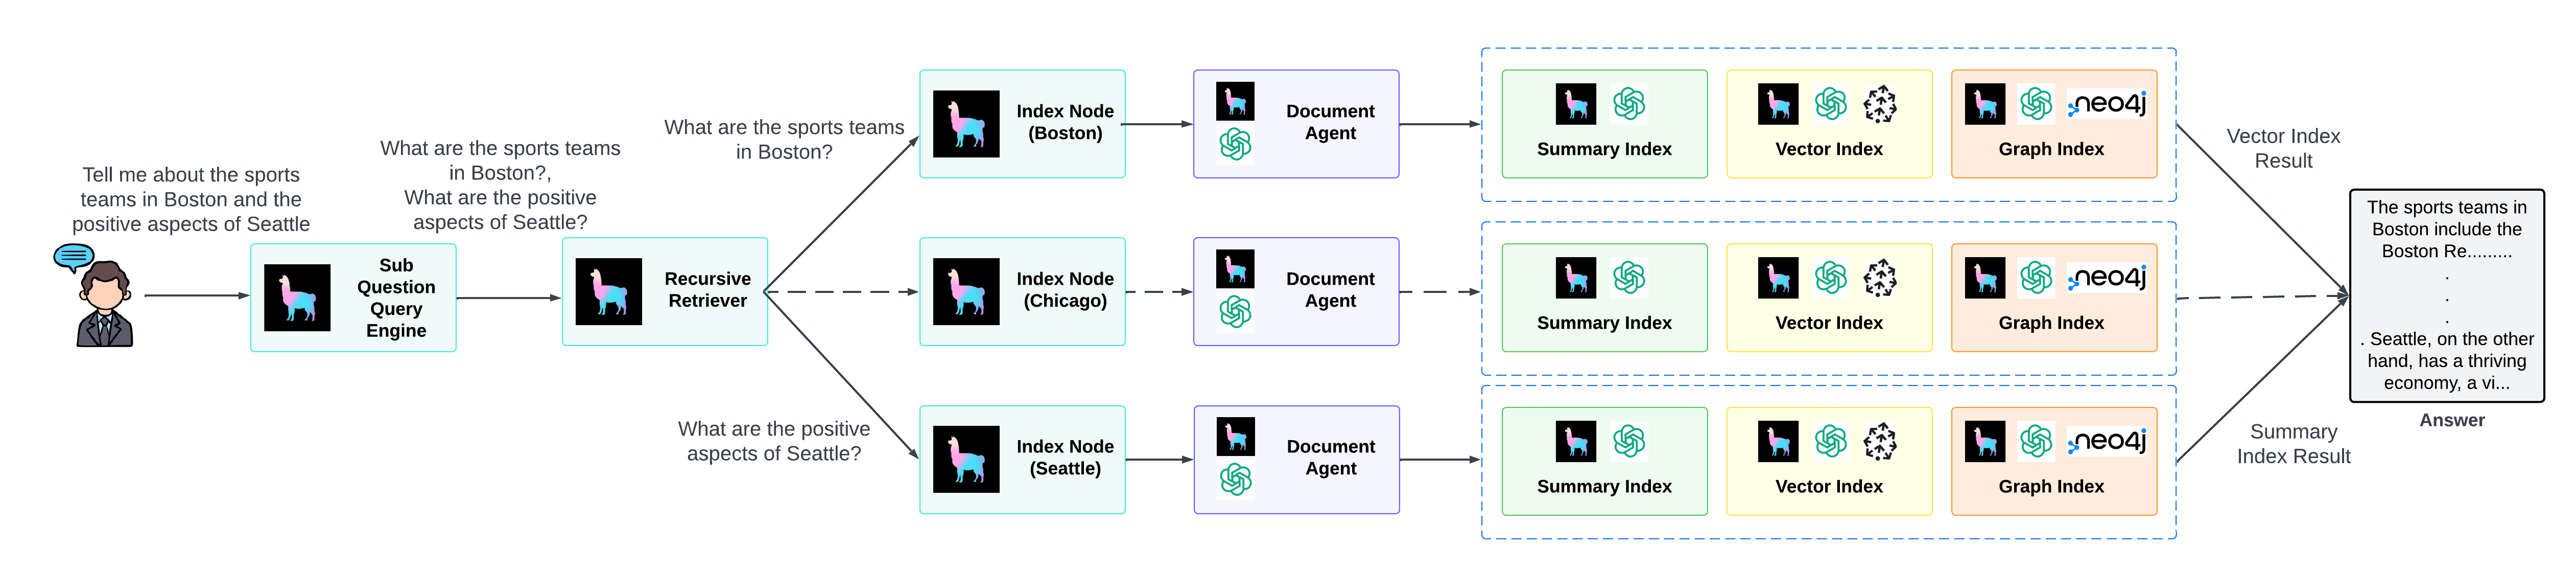 Tell me about the sports
teams in Boston and the
positive aspects of Seattle
Sub
Question
Query
Engine
What are the sports teams
in Boston?,
What are the positive
aspects of Seattle?
Recursive
Retriever
What are the sports teams
in Boston?
What are the positive
aspects of Seattle?
Index Node
(Boston)
Document
Agent
Summary Index
Vector Index
neo4j
Graph Index
Index Node
(Chicago)
Document
Agent
Summary Index
Vector Index
neo4j
Graph Index
Index Node
(Seattle)
Document
Agent
Summary Index
Vector Index
neo4j
Graph Index
Vector Index
Result
Summary
Index Result
The sports teams in
Boston include the
Boston Re.........
.
.
.
. Seattle, on the other
hand, has a thriving
economy, a vi...
Answer